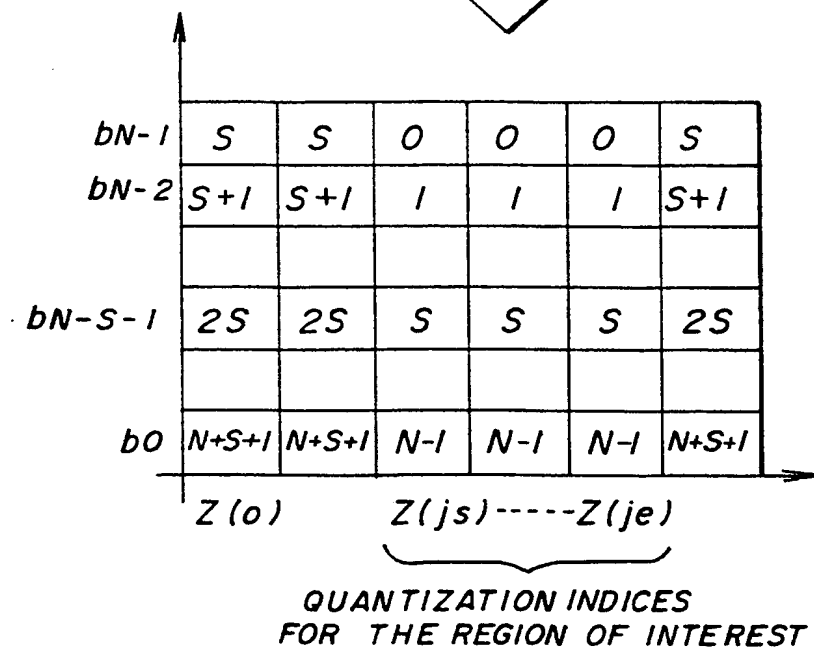 bN-1 S S 0 0 0 S
bN-2 S+1 S+1 1 1 1 S+1
bN-S-1 2S 2S S S S 2S
b0 N+S+1 N+S+1 N-1 N-1 N-1 N+S+1
Z(0) Z(js)-----Z(je)
QUANTIZATION INDICES
FOR THE REGION OF INTEREST